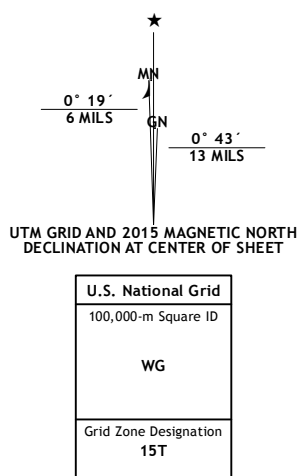 MN
0° 19´
6 MILS
GN
0° 43´
13 MILS
UTM GRID AND 2015 MAGNETIC NORTH
DECLINATION AT CENTER OF SHEET
U.S. National Grid
100,000-m Square ID
WG
Grid Zone Designation
15T